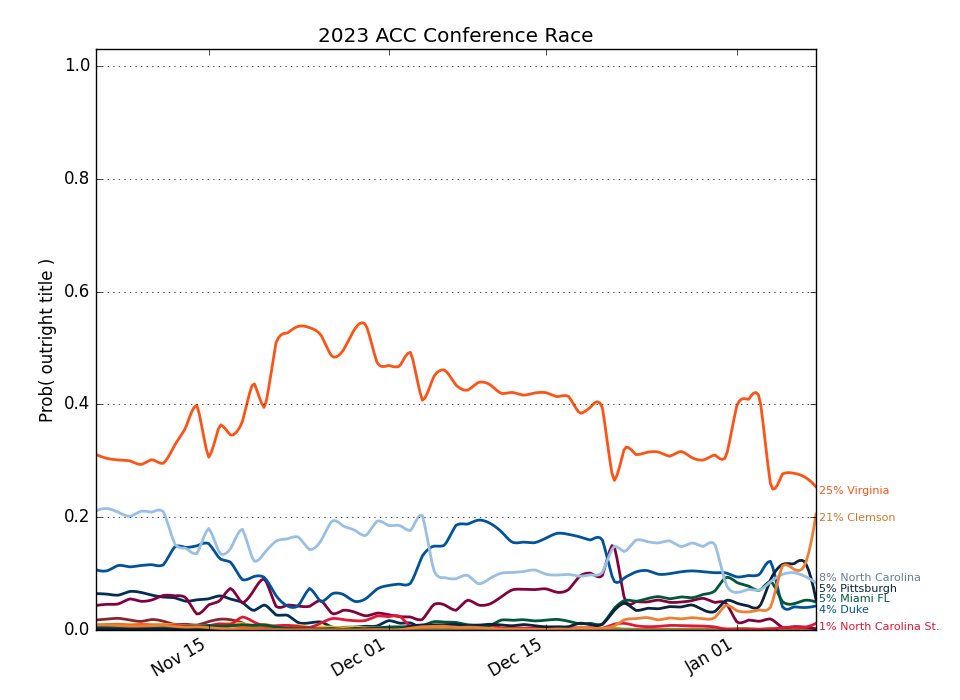 2023 ACC Conference Race
Prob( outright title )
1.0
0.8
0.6
0.4
0.2
0.0
25% Virginia
21% Clemson
8% North Carolina
5% Pittsburgh
5% Miami FL
4% Duke
1% North Carolina St.
Nov 15
Dec 01
Dec 15
Jan 01